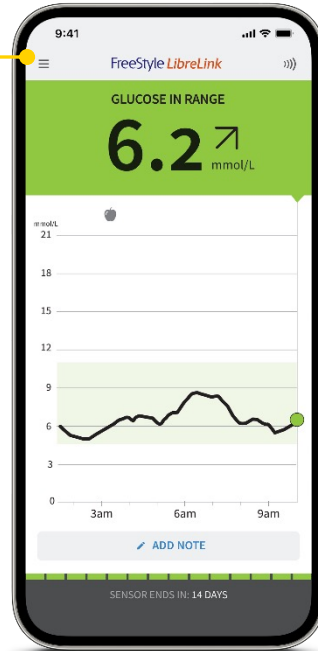 9:41
FreeStyle LibreLink
GLUCOSE IN RANGE
6.2
mmol/L
mmol/L
21
18
15
12
9
6
3
0
3am 6am 9am
ADD NOTE
SENSOR ENDS IN: 14 DAYS